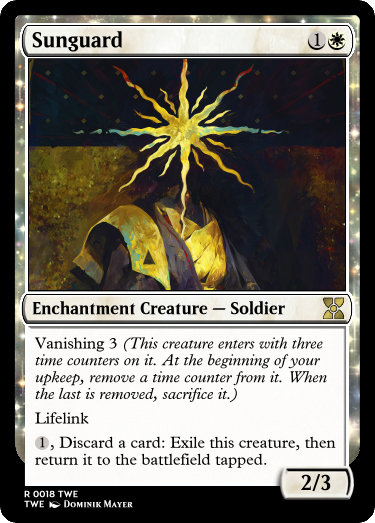 Sunguard 1
Enchantment Creature — Soldier
Vanishing 3 (This creature enters with three
time counters on it. At the beginning of your
upkeep, remove a time counter from it. When
the last is removed, sacrifice it.)
Lifelink
1, Discard a card: Exile this creature, then
return it to the battlefield tapped.
2/3
R 0018 TWE
TWE Dominik Mayer